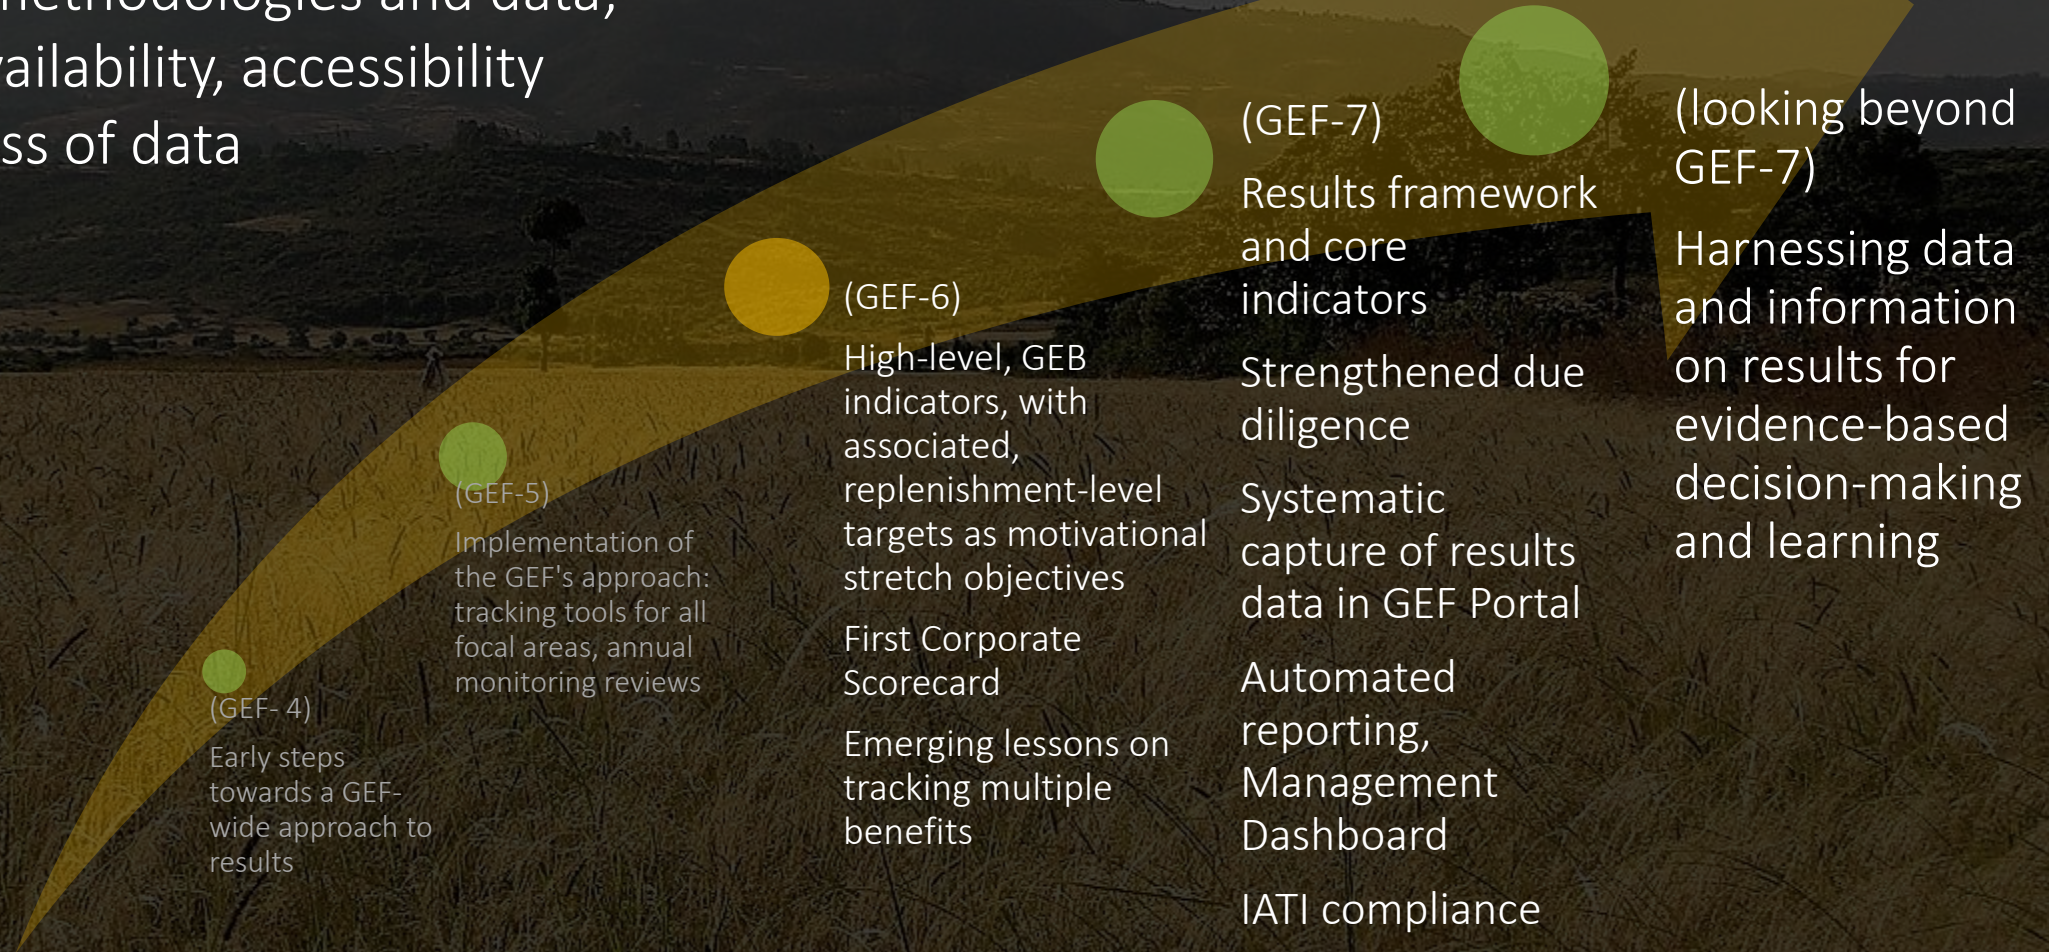 methodologies and data,
availability, accessibility
ss of data
(GEF- 4)
Early steps
towards a GEF-
wide approach to
results
(GEF-5)
Implementation of
the GEF's approach:
tracking tools for all
focal areas, annual
monitoring reviews
(GEF-6)
High-level, GEB
indicators, with
associated,
replenishment-level
targets as motivational
stretch objectives
First Corporate
Scorecard
Emerging lessons on
tracking multiple
benefits
(GEF-7)
Results framework
and core
indicators
Strengthened due
diligence
Systematic
capture of results
data in GEF Portal
Automated
reporting,
Management
Dashboard
IATI compliance
(looking beyond
GEF-7)
Harnessing data
and information
on results for
evidence-based
decision-making
and learning